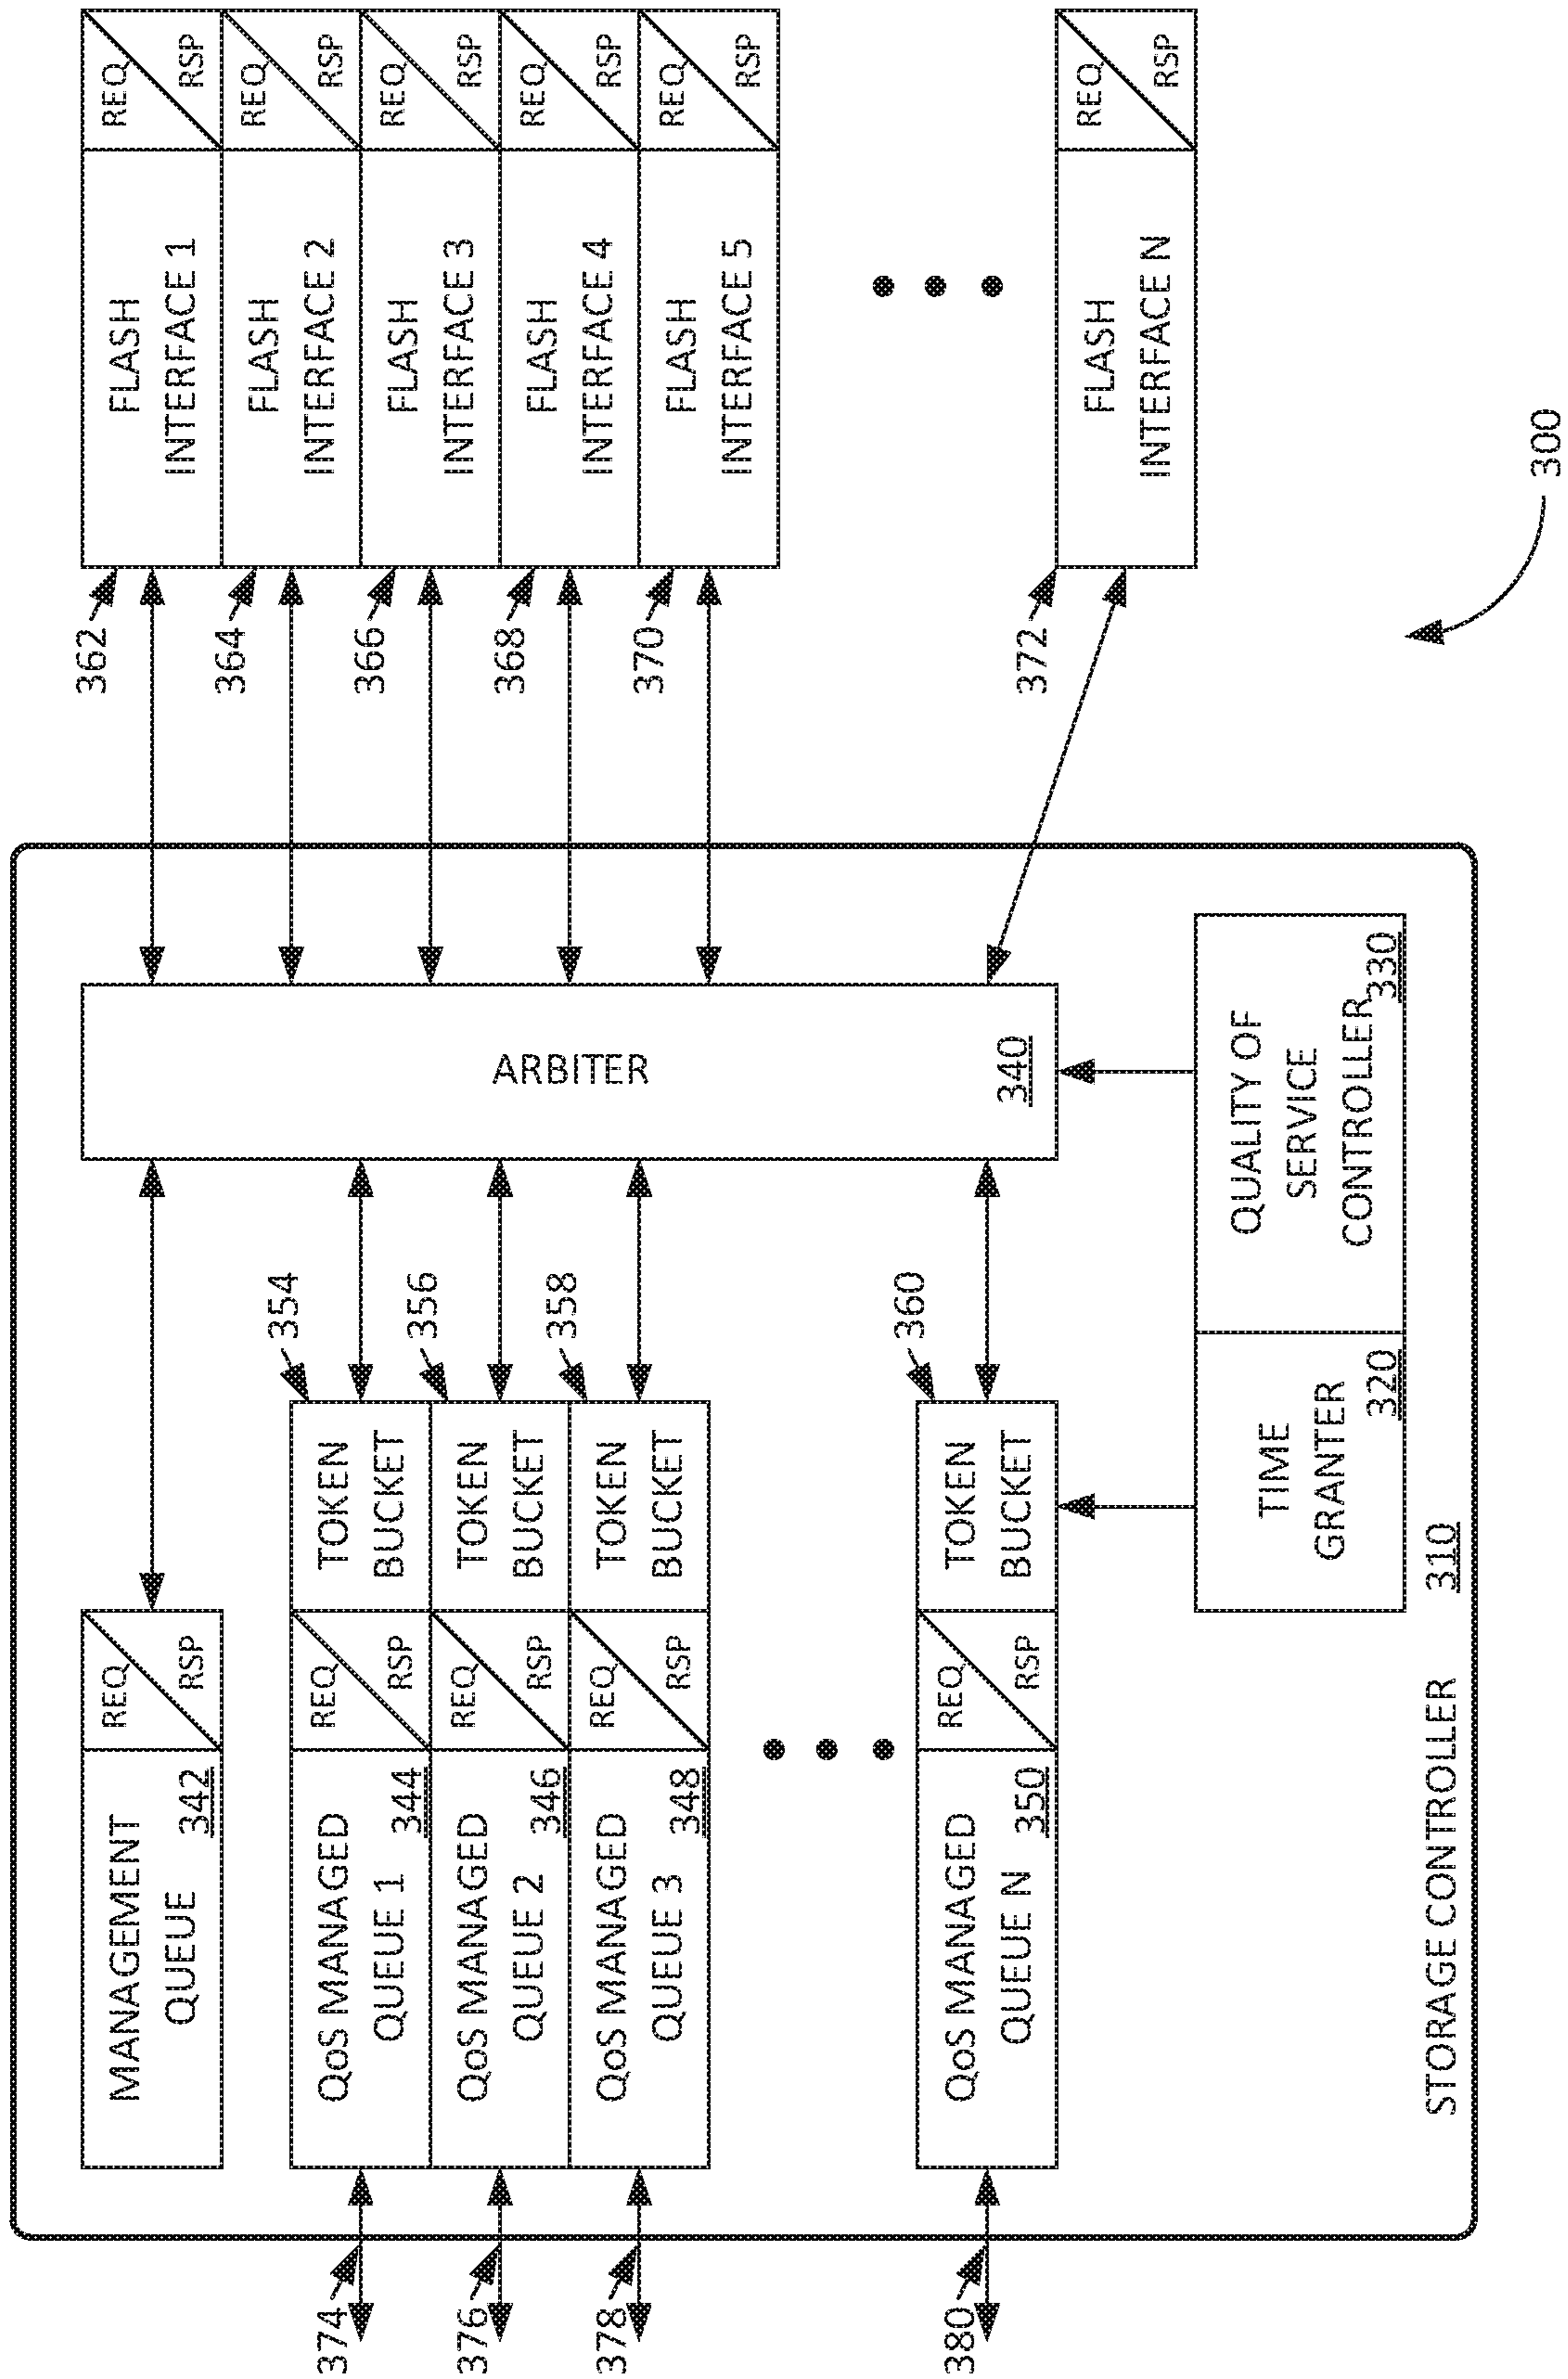 MANAGEMENT
QUEUE
342
REQ
RSP
374
QoS MANAGED
QUEUE 1
344
REQ
RSP
TOKEN
BUCKET
354
376
QoS MANAGED
QUEUE 2
346
REQ
RSP
TOKEN
BUCKET
356
378
QoS MANAGED
QUEUE 3
348
REQ
RSP
TOKEN
BUCKET
358
380
QoS MANAGED
QUEUE N
350
REQ
RSP
TOKEN
BUCKET
360
ARBITER
340
TIME
GRANTER
320
QUALITY OF
SERVICE
CONTROLLER
330
STORAGE CONTROLLER 310
362
FLASH
INTERFACE 1
REQ
RSP
364
FLASH
INTERFACE 2
REQ
RSP
366
FLASH
INTERFACE 3
REQ
RSP
368
FLASH
INTERFACE 4
REQ
RSP
370
FLASH
INTERFACE 5
REQ
RSP
372
FLASH
INTERFACE N
REQ
RSP
300